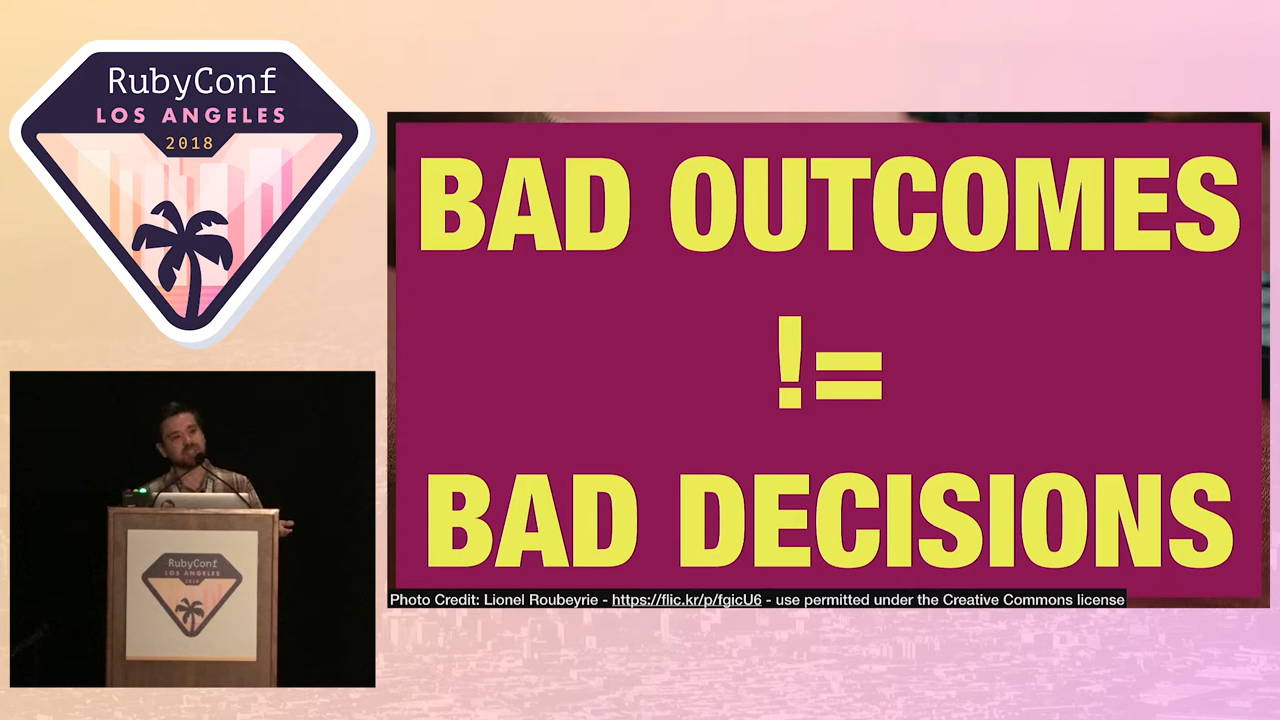 RubyConf
LOS ANGELES
2018
BAD OUTCOMES
!=
BAD DECISIONS
Photo Credit: Lionel Roubeyrie - https://flic.kr/p/fgicU6 - use permitted under the Creative Commons license
RubyConf
LOS ANGELES
2018